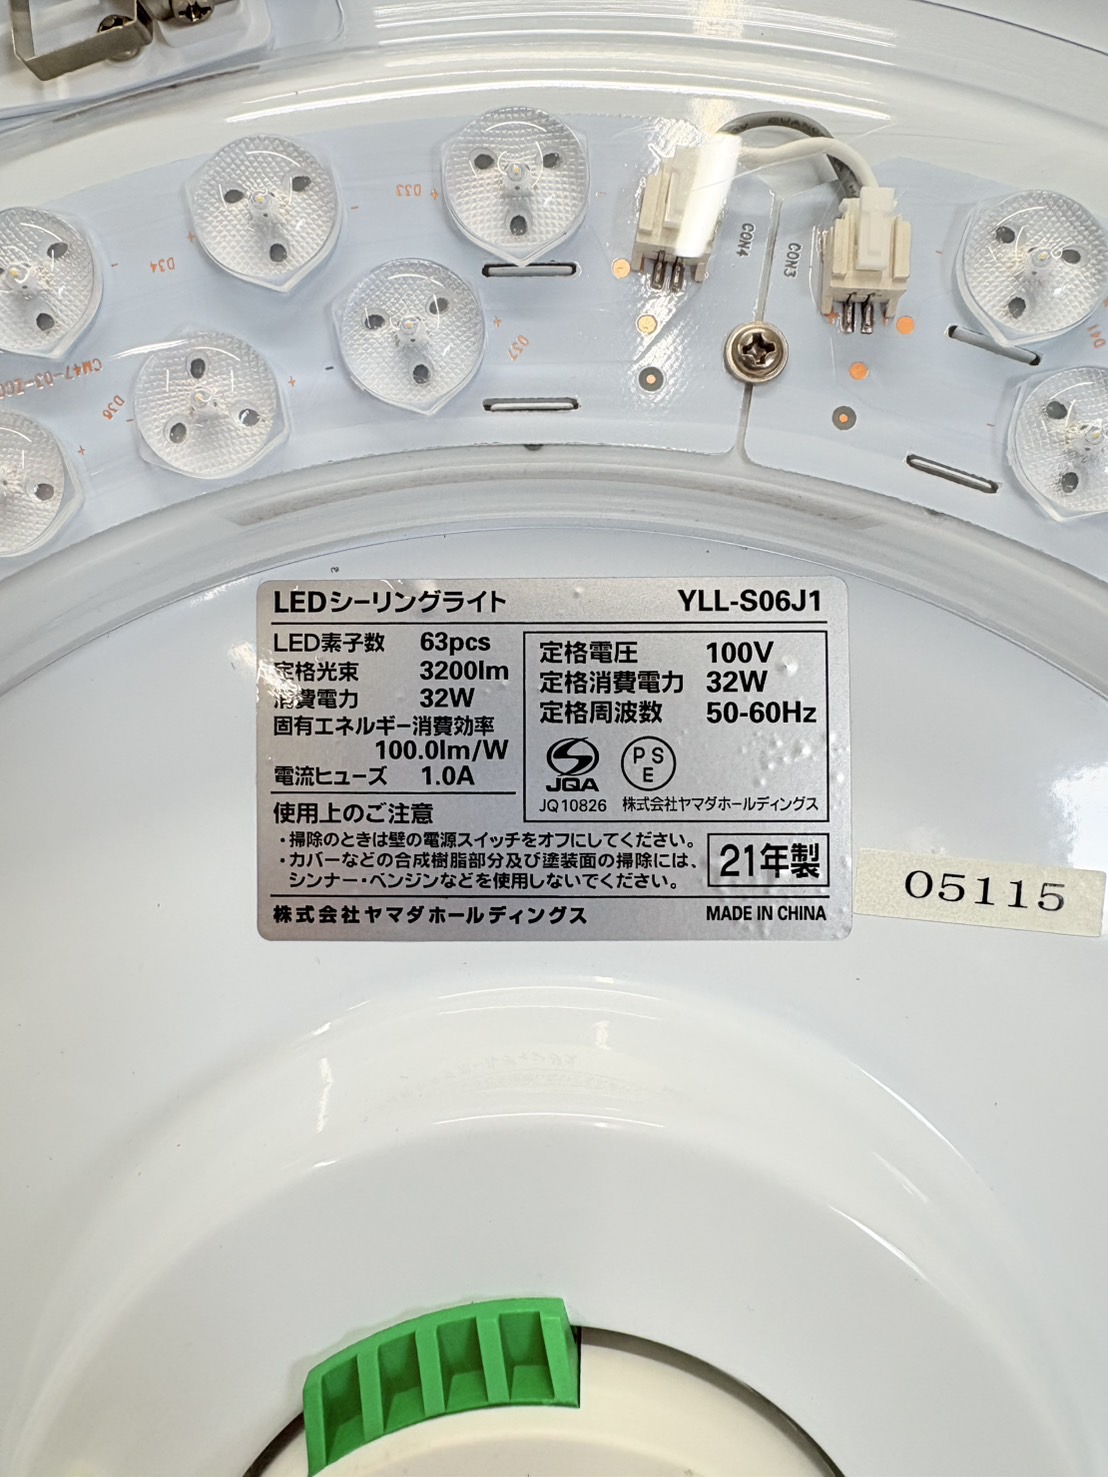 D33
D34
D37
D36
CON4
CON3
D41
LEDシーリングライト YLL-S06J1
LED素子数 63pcs
定格光束 3200lm
消費電力 32W
固有エネルギー消費効率
100.0lm/W
電流ヒューズ 1.0A
定格電圧 100V
定格消費電力 32W
定格周波数 50-60Hz
JQA
PSE
JQ10826 株式会社ヤマダホールディングス
使用上のご注意
・掃除のときは壁の電源スイッチをオフにしてください。
・カバーなどの合成樹脂部分及び塗装面の掃除には、
シンナー・ベンジンなどを使用しないでください。
21年製
株式会社ヤマダホールディングス MADE IN CHINA
05115